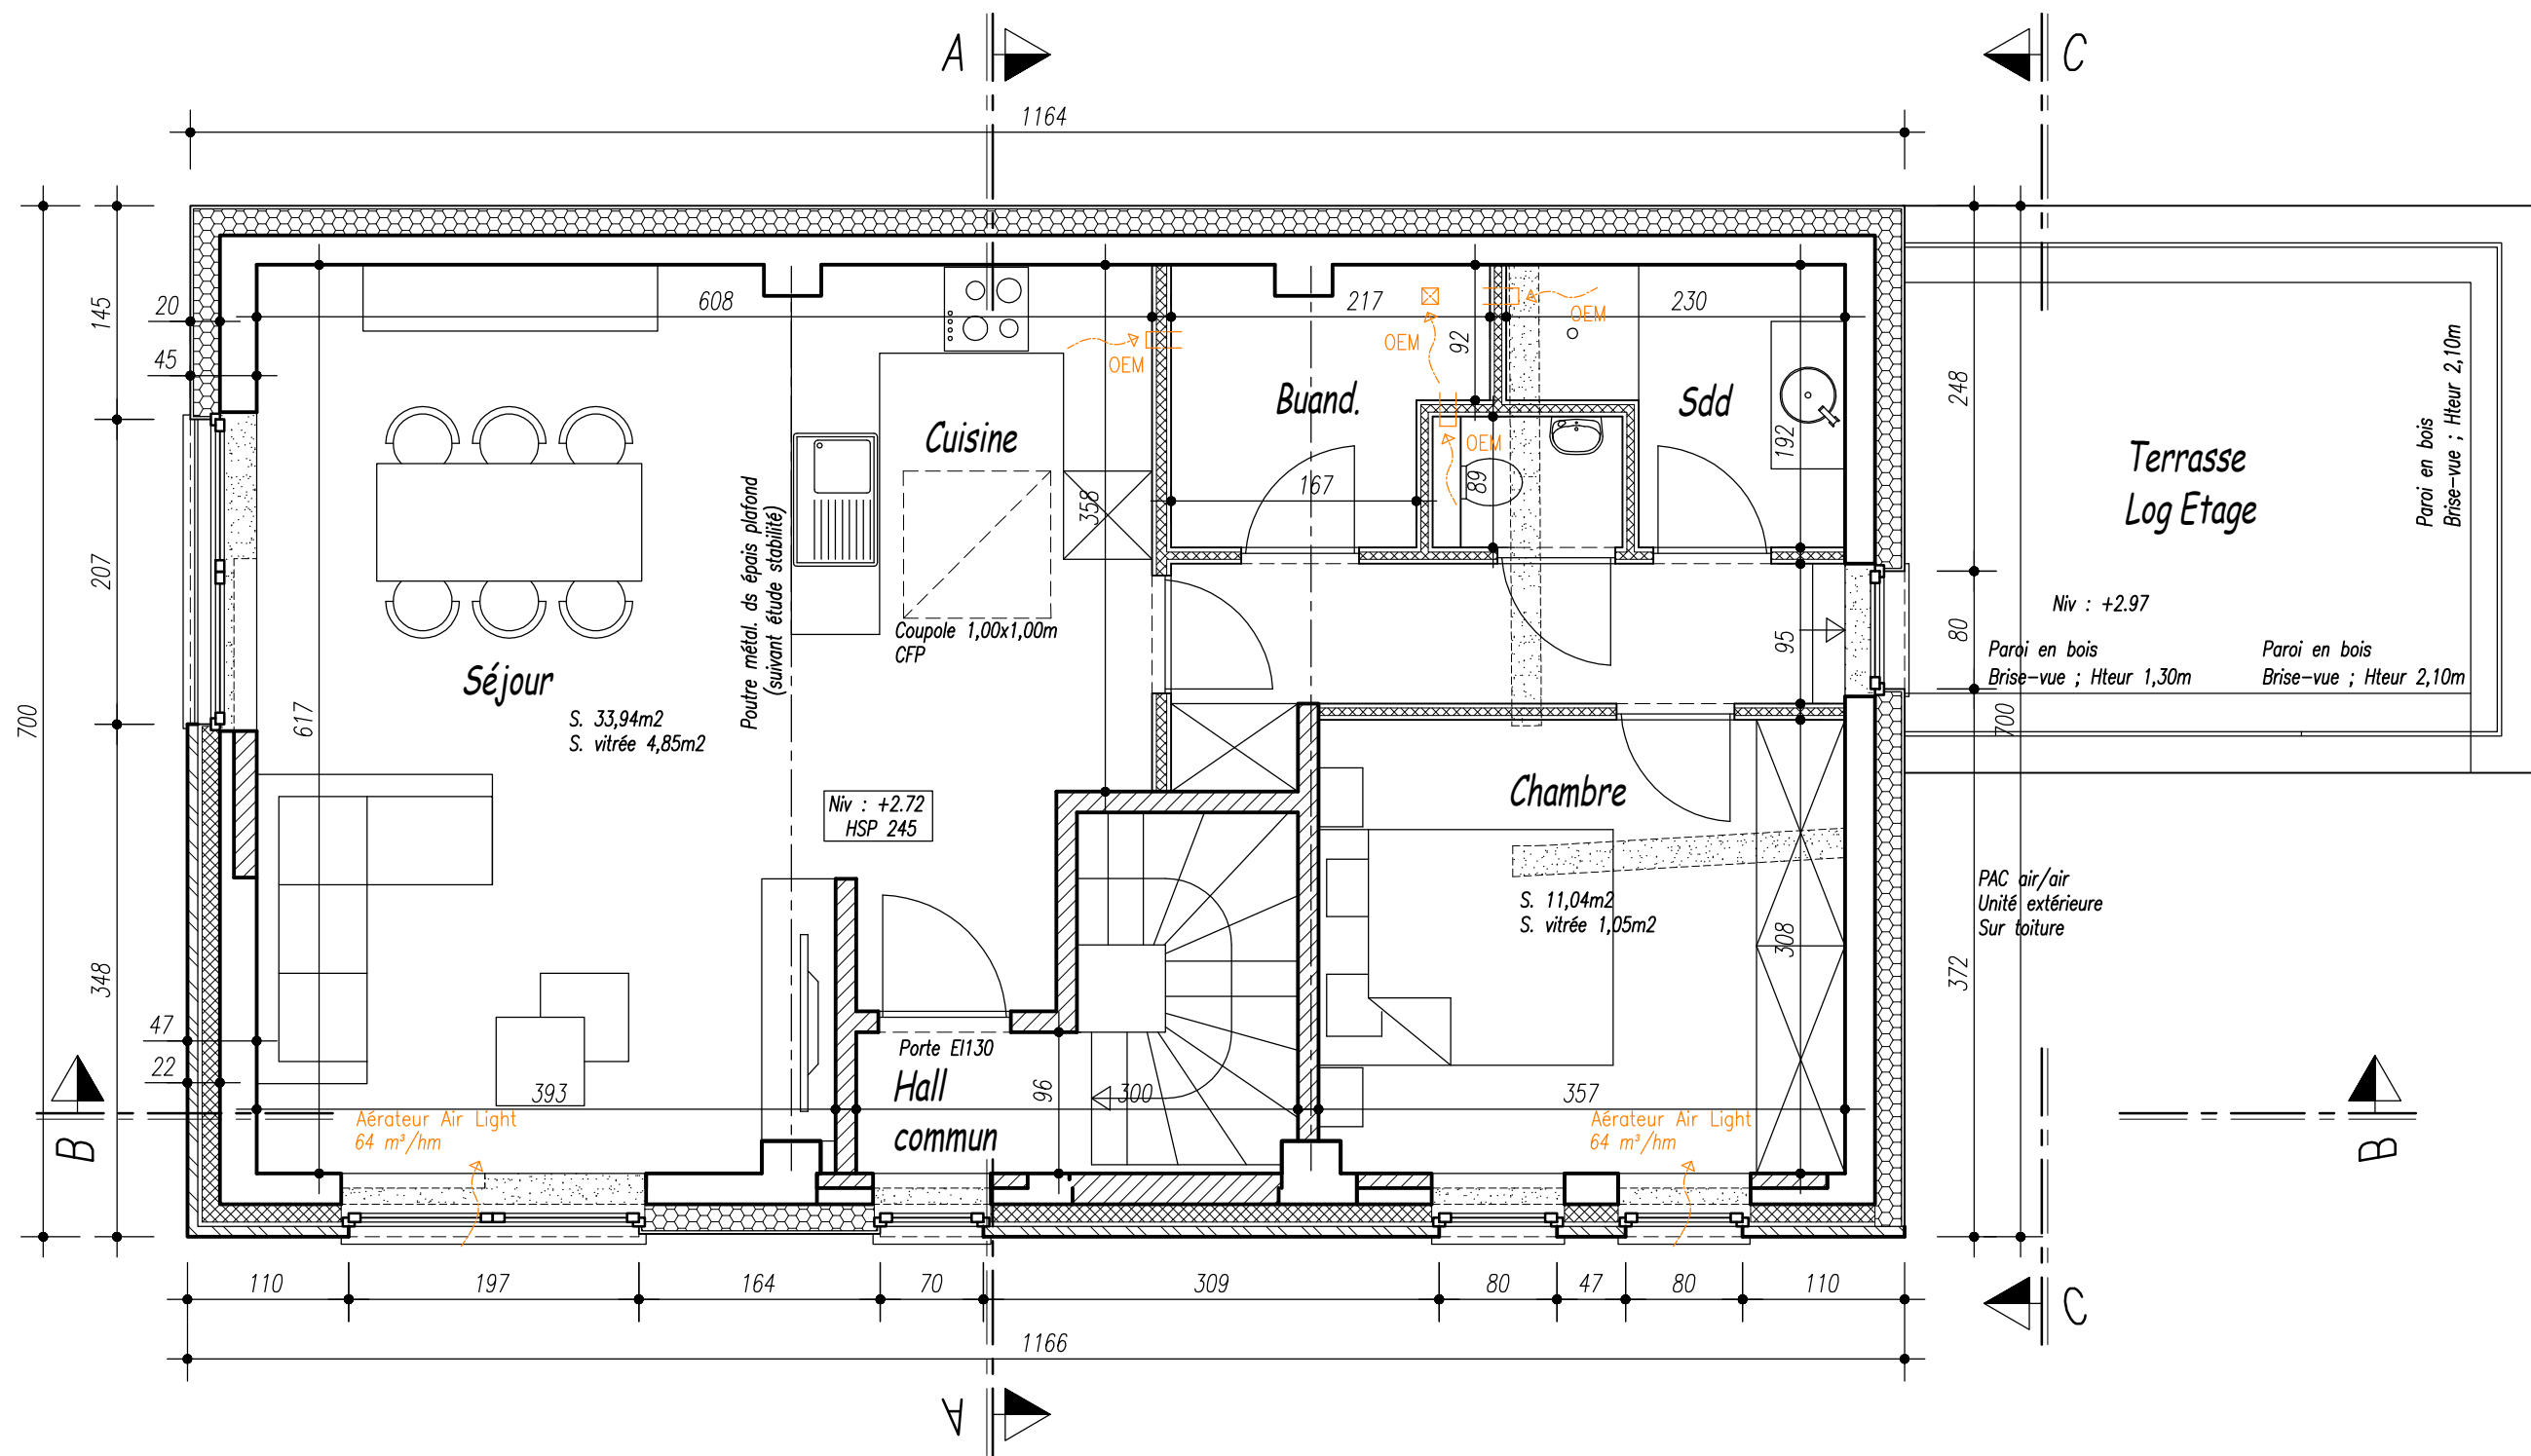 A
C
1164
145
20
45
608
217
230
OEM
OEM
OEM
OEM
92
248
Cuisine
Buand.
Sdd
192
167
89
358
Terrasse
Log Etage
Paroi en bois
Brise-vue ; Hteur 2,10m
Poutre métal. ds épais plafond
(suivant étude stabilité)
207
Niv : +2.97
80
95
Coupole 1,00x1,00m
CFP
Paroi en bois
Brise-vue ; Hteur 1,30m
Paroi en bois
Brise-vue ; Hteur 2,10m
Séjour
S. 33,94m2
S. vitrée 4,85m2
700
617
700
Niv : +2.72
HSP 245
Chambre
S. 11,04m2
S. vitrée 1,05m2
308
PAC air/air
Unité extérieure
Sur toiture
348
372
47
22
Porte EI130
Hall
commun
96
300
393
357
Aérateur Air Light
64 m³/hm
Aérateur Air Light
64 m³/hm
B
B
110
197
164
70
309
80
47
80
110
1166
C
A